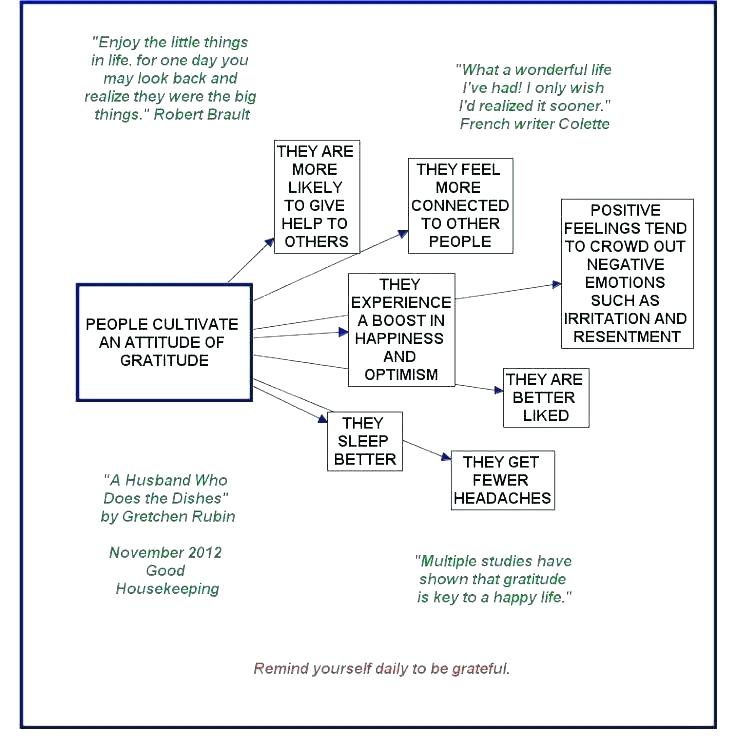 "Enjoy the little things
in life, for one day you
may look back and
realize they were the big
things." Robert Brault
"What a wonderful life
I've had! I only wish
I'd realized it sooner."
French writer Colette
THEY ARE
MORE
LIKELY
TO GIVE
HELP TO
OTHERS
THEY FEEL
MORE
CONNECTED
TO OTHER
PEOPLE
POSITIVE
FEELINGS TEND
TO CROWD OUT
NEGATIVE
EMOTIONS
SUCH AS
IRRITATION AND
RESENTMENT
PEOPLE CULTIVATE
AN ATTITUDE OF
GRATITUDE
THEY
EXPERIENCE
A BOOST IN
HAPPINESS
AND
OPTIMISM
THEY ARE
BETTER
LIKED
THEY
SLEEP
BETTER
THEY GET
FEWER
HEADACHES
"A Husband Who
Does the Dishes"
by Gretchen Rubin
November 2012
Good
Housekeeping
"Multiple studies have
shown that gratitude
is key to a happy life."
Remind yourself daily to be grateful.